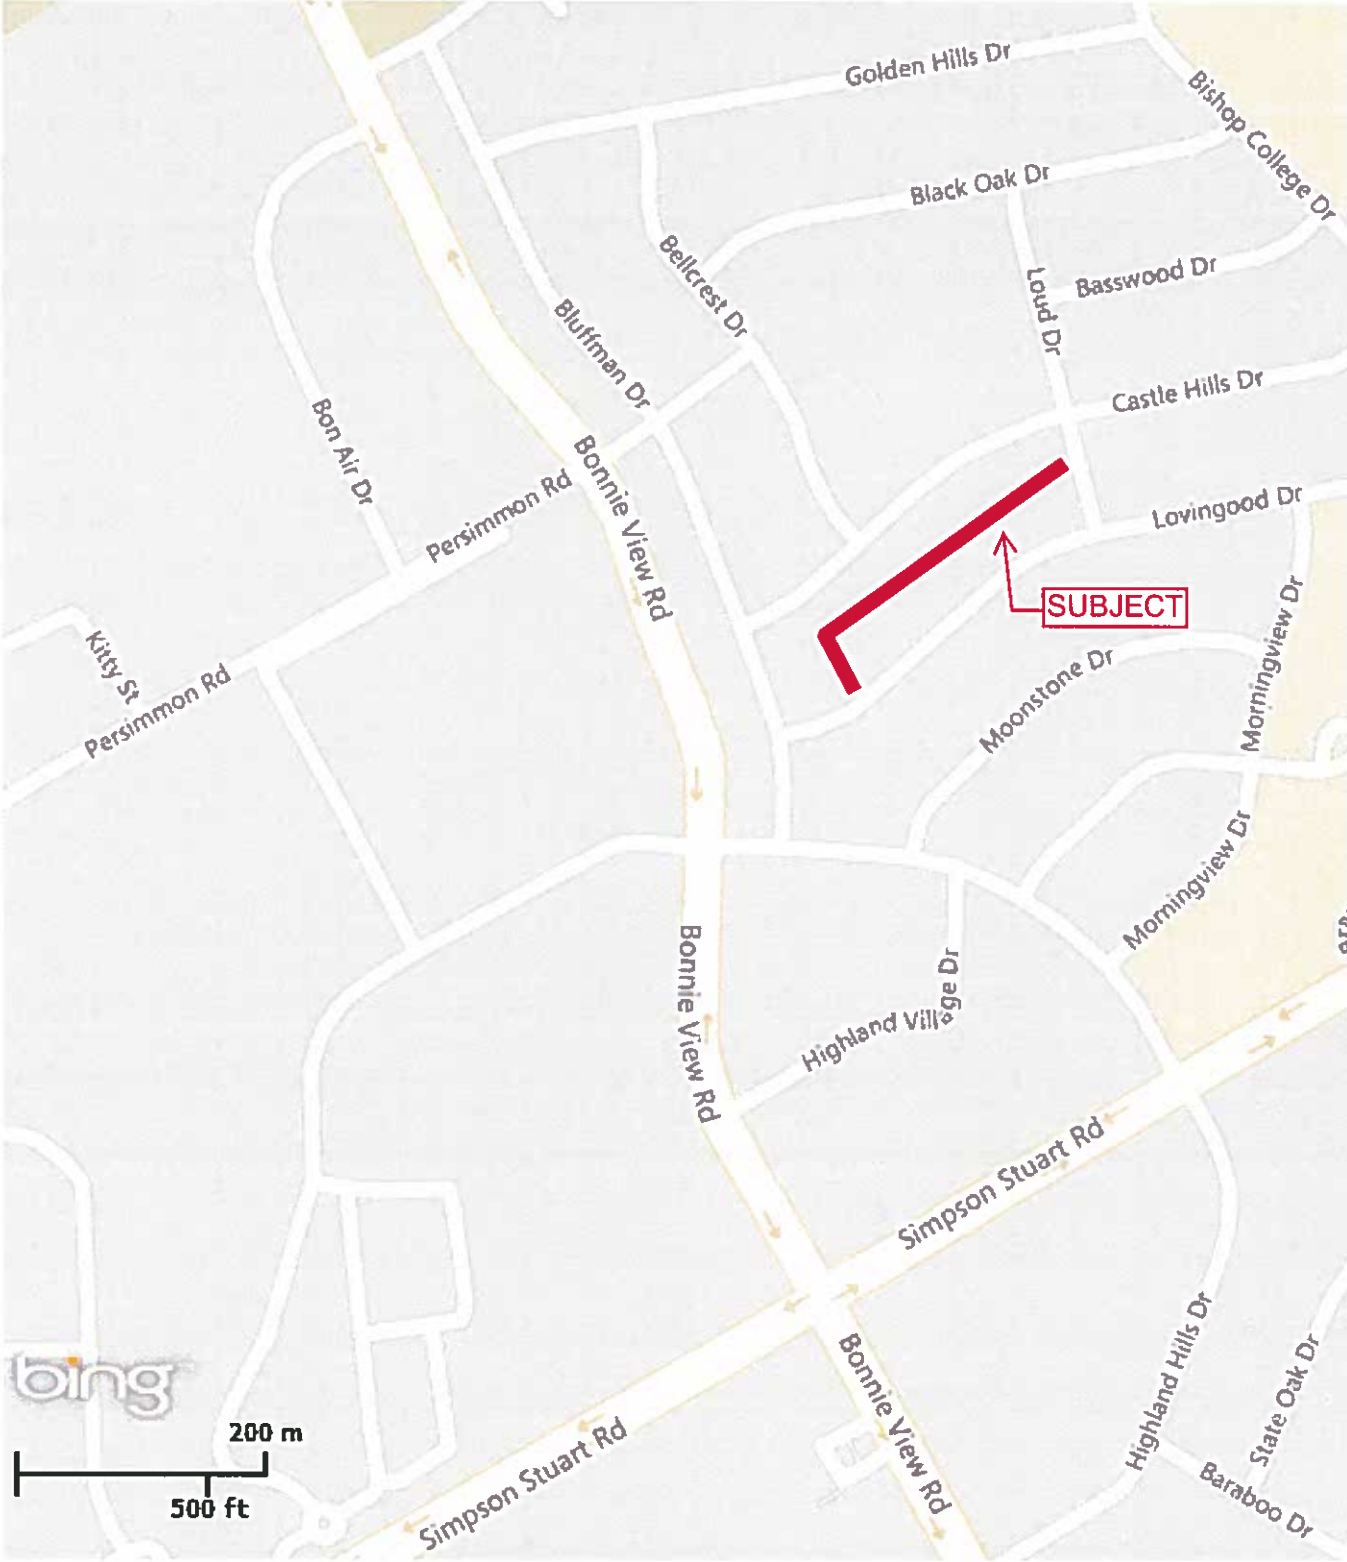 Golden Hills Dr
Bishop College Dr
Black Oak Dr
Bellcrest Dr
Basswood Dr
Loud Dr
Bluffman Dr
Castle Hills Dr
Bon Air Dr
Bonnie View Rd
Persimmon Rd
Lovingood Dr
SUBJECT
Morningview Dr
Kitty St
Moonstone Dr
Persimmon Rd
Morningview Dr
Bonnie View Rd
Highland Village Dr
Simpson Stuart Rd
Highland Hills Dr
State Oak Dr
Bonnie View Rd
bing
200 m
500 ft
Simpson Stuart Rd
Baraboo Dr